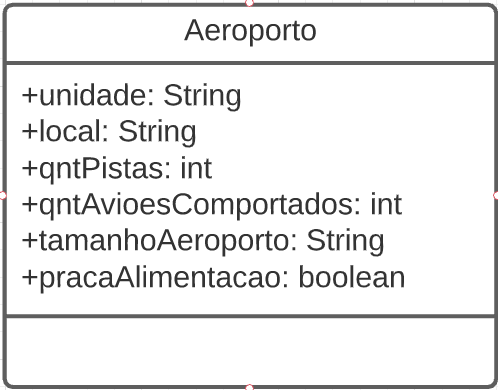 Aeroporto
+unidade: String
+local: String
+qntPistas: int
+qntAvioesComportados: int
+tamanhoAeroporto: String
+pracaAlimentacao: boolean